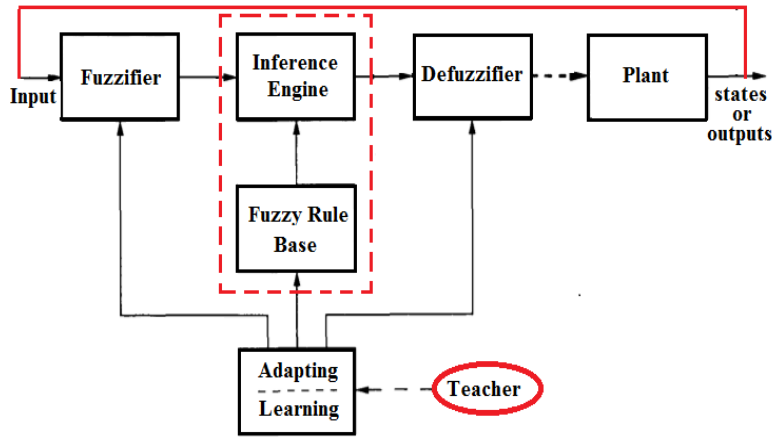 Input
Fuzzifier
Inference
Engine
Defuzzifier
Plant
states
or
outputs
Fuzzy Rule
Base
Adapting
Learning
Teacher